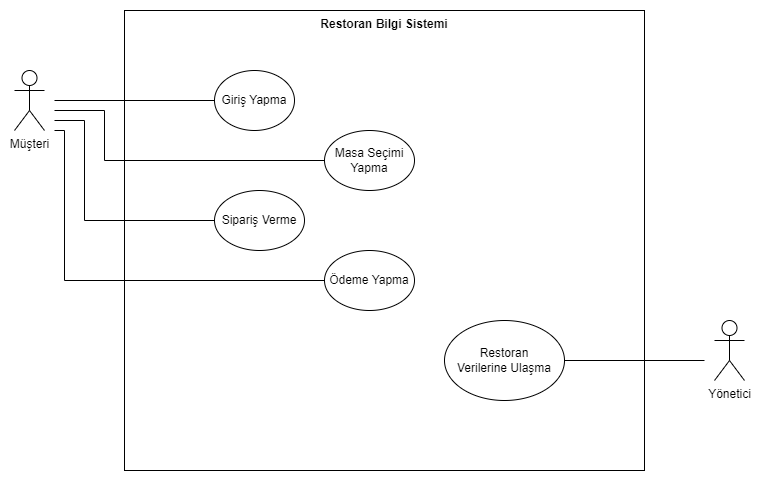 Restoran Bilgi Sistemi
Giriş Yapma
Müşteri
Masa Seçimi
Yapma
Sipariş Verme
Ödeme Yapma
Restoran
Verilerine Ulaşma
Yönetici